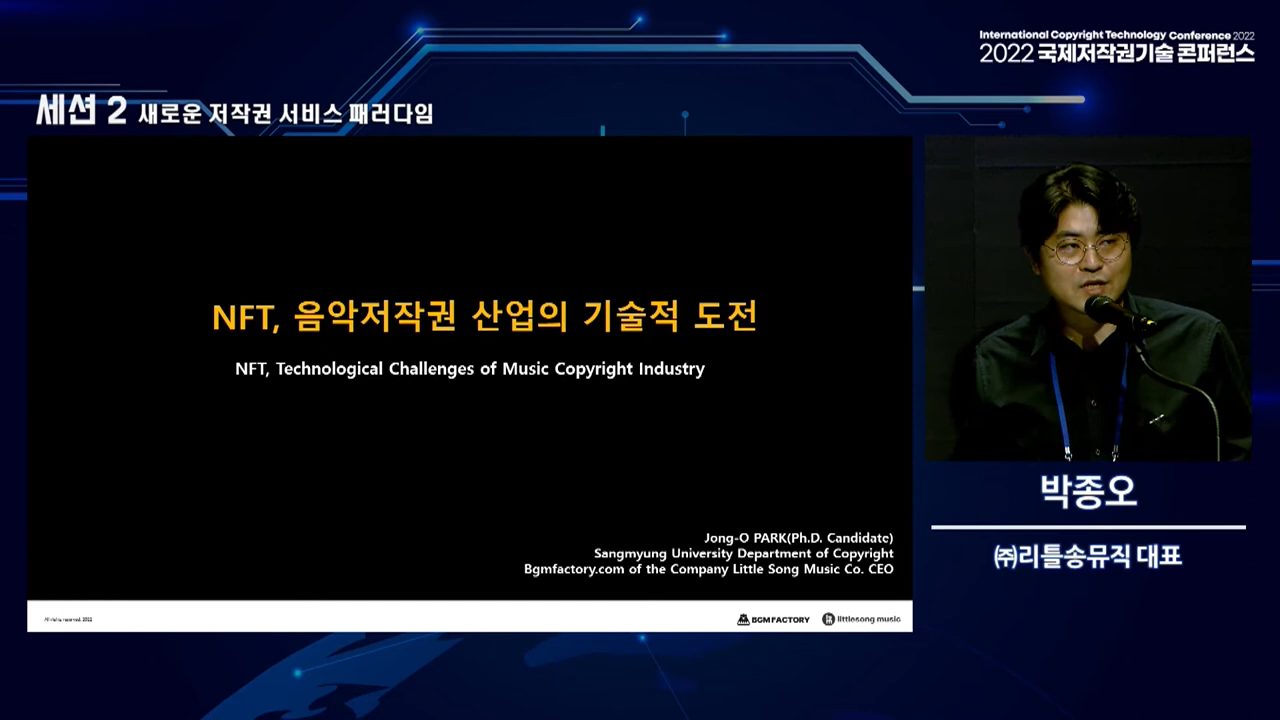 International Copyright Technology Conference 2022
2022 국제저작권기술 콘퍼런스
세션 2 새로운 저작권 서비스 패러다임
NFT, 음악저작권 산업의 기술적 도전
NFT, Technological Challenges of Music Copyright Industry
Jong-O PARK(Ph.D. Candidate)
Sangmyung University Department of Copyright
Bgmfactory.com of the Company Little Song Music Co. CEO
All rights reserved. 2022
BGM FACTORY
littlesong music
박종오
㈜리틀송뮤직 대표